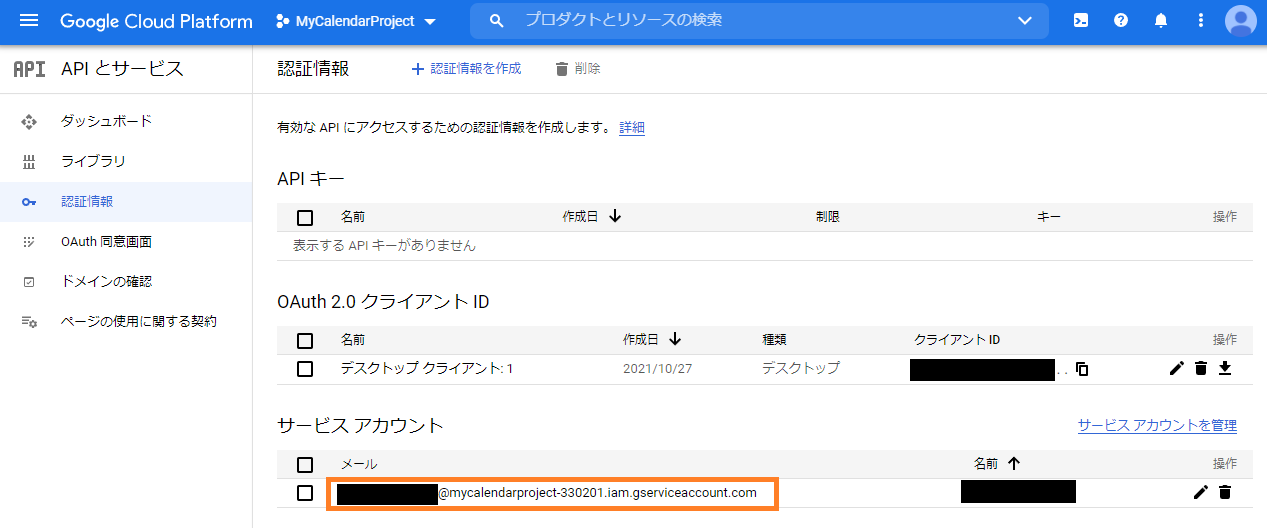 Google Cloud Platform MyCalendarProject プロダクトとリソースの検索
API API とサービス 認証情報 認証情報を作成 削除
ダッシュボード
ライブラリ
認証情報
OAuth 同意画面
ドメインの確認
ページの使用に関する契約
有効な API にアクセスするための認証情報を作成します。 詳細
API キー
名前 作成日 制限 キー 操作
表示する API キーがありません
OAuth 2.0 クライアント ID
名前 作成日 種類 クライアント ID 操作
デスクトップ クライアント: 1 2021/10/27 デスクトップ ..
サービス アカウント サービス アカウントを管理
メール 名前 操作
@mycalendarproject-330201.iam.gserviceaccount.com